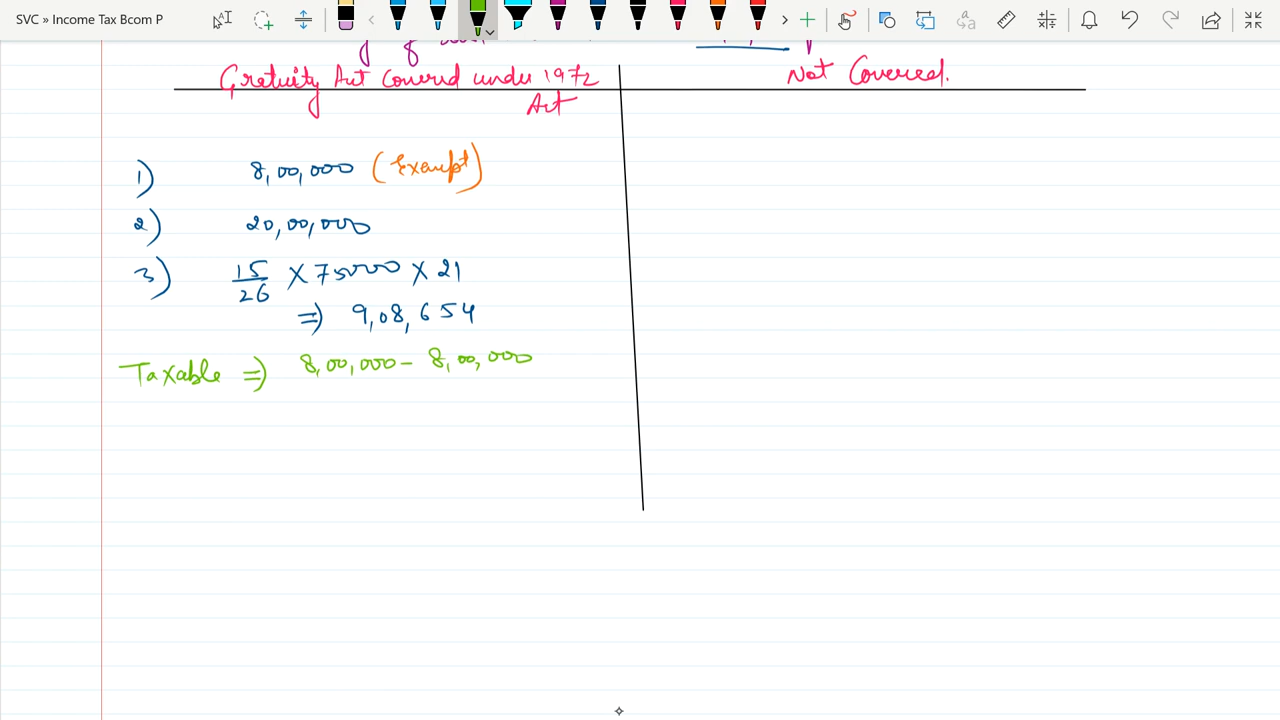 SVC » Income Tax Bcom P
Gratuity Act covered under 1972
Act
Not Covered.
1) 8,00,000 (Exempt)
2) 20,00,000
3) 15/26 X 75000 X 21
⇒ 9,08,654
Taxable ⇒ 8,00,000 - 8,00,000